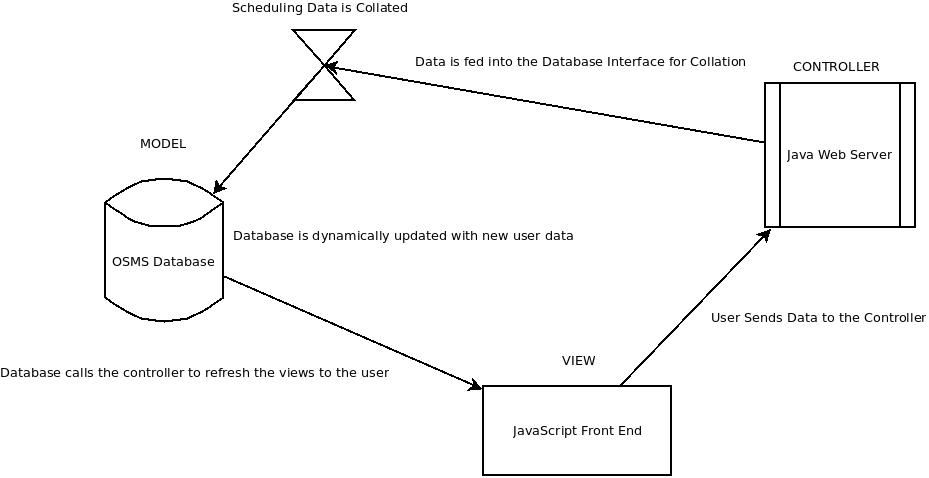 Scheduling Data is Collated
Data is fed into the Database Interface for Collation
CONTROLLER
MODEL
Java Web Server
Database is dynamically updated with new user data
OSMS Database
User Sends Data to the Controller
VIEW
Database calls the controller to refresh the views to the user
JavaScript Front End